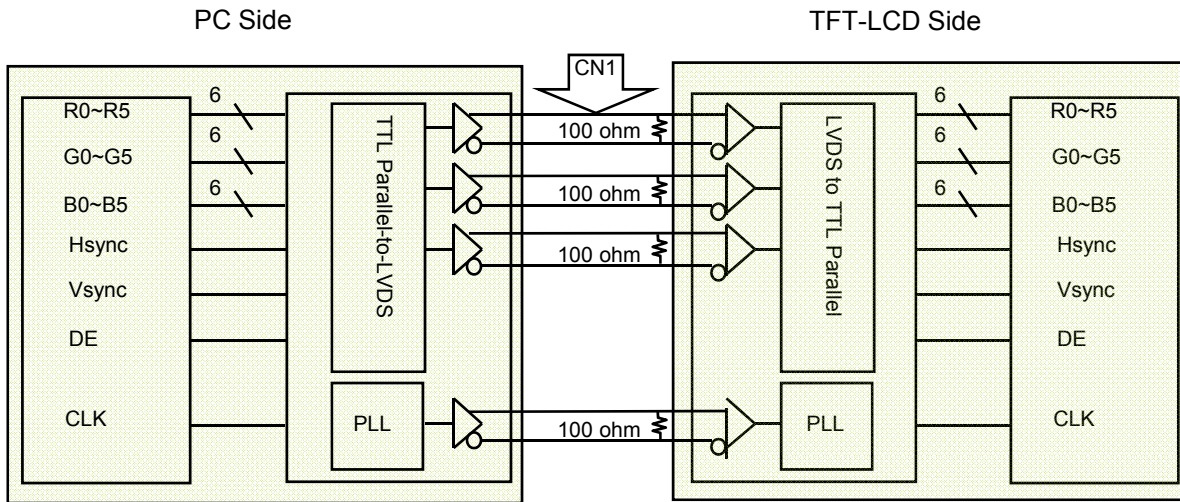 PC Side
TFT-LCD Side
CN1
R0~R5
6
G0~G5
6
B0~B5
6
Hsync
Vsync
DE
CLK
TTL Parallel-to-LVDS
PLL
100 ohm
100 ohm
100 ohm
100 ohm
LVDS to TTL Parallel
PLL
6
R0~R5
6
G0~G5
6
B0~B5
Hsync
Vsync
DE
CLK